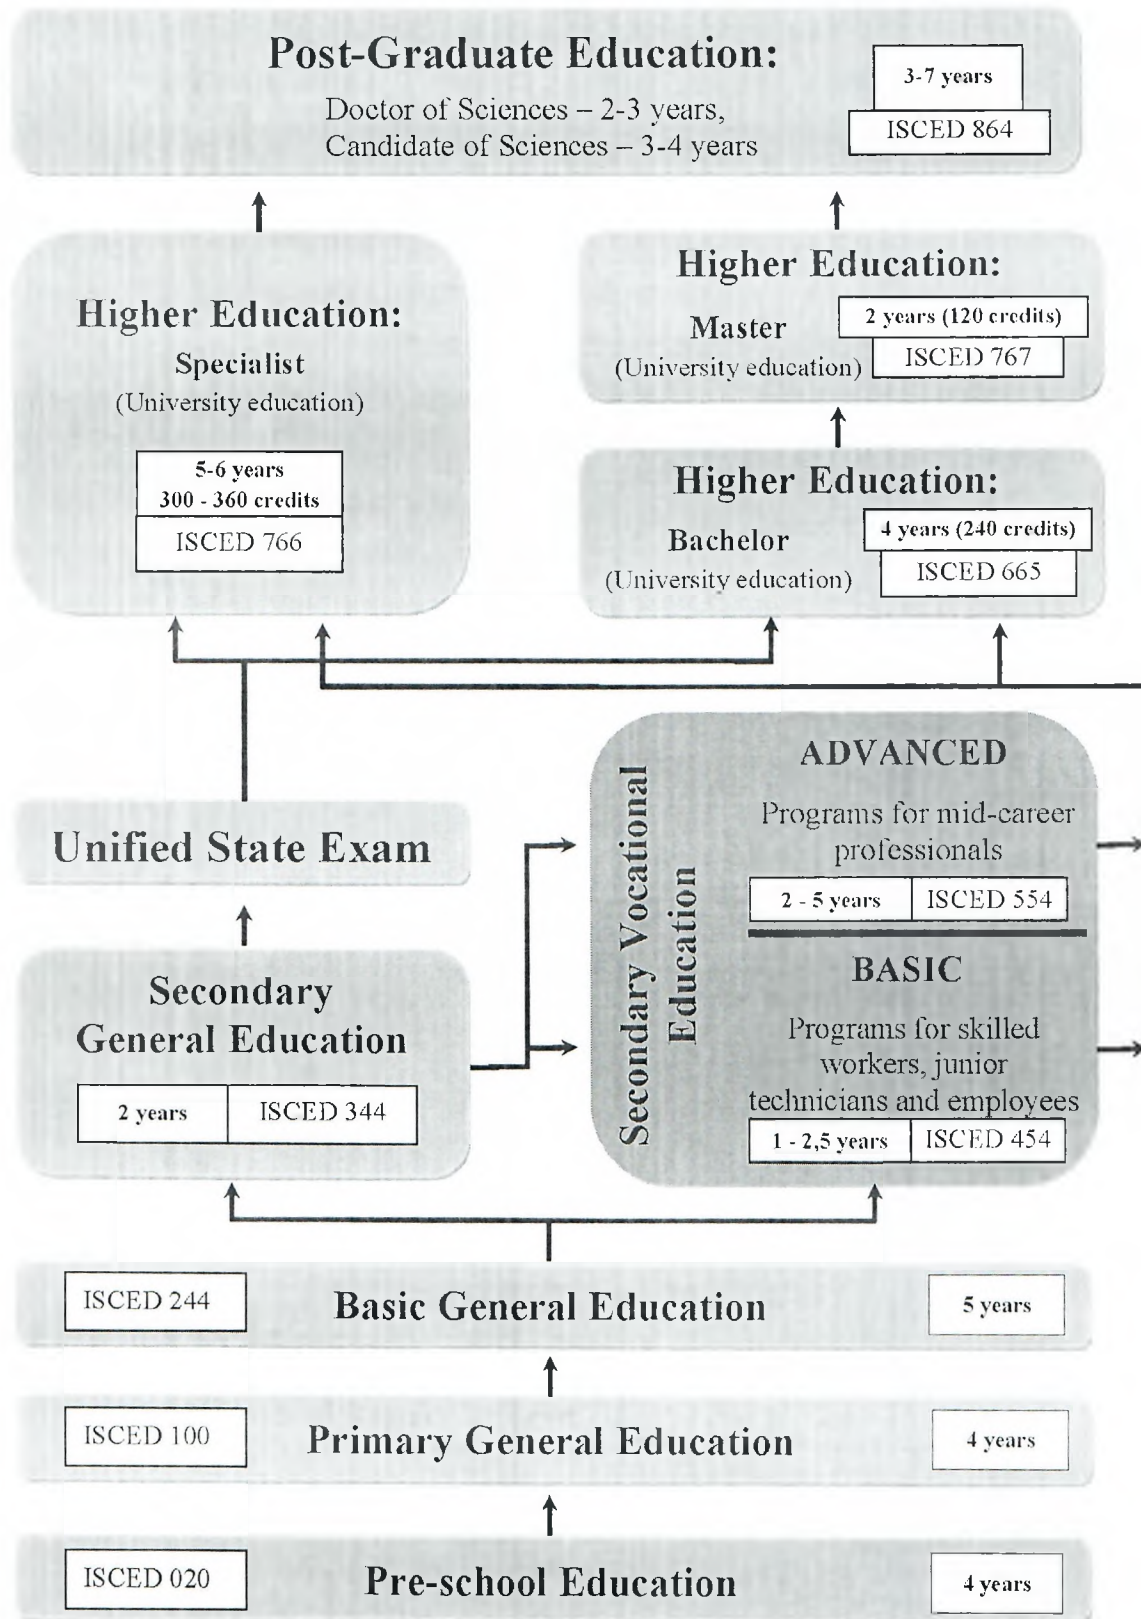 Post-Graduate Education:
Doctor of Sciences – 2-3 years,
Candidate of Sciences – 3-4 years
3-7 years
ISCED 864
Higher Education:
Specialist
(University education)
5-6 years
300 - 360 credits
ISCED 766
Higher Education:
Master
(University education)
2 years (120 credits)
ISCED 767
Higher Education:
Bachelor
(University education)
4 years (240 credits)
ISCED 665
Unified State Exam
Secondary
General Education
2 years
ISCED 344
Secondary Vocational
Education
ADVANCED
Programs for mid-career
professionals
2 - 5 years
ISCED 554
BASIC
Programs for skilled
workers, junior
technicians and employees
1 - 2,5 years
ISCED 454
ISCED 244
Basic General Education
5 years
ISCED 100
Primary General Education
4 years
ISCED 020
Pre-school Education
4 years